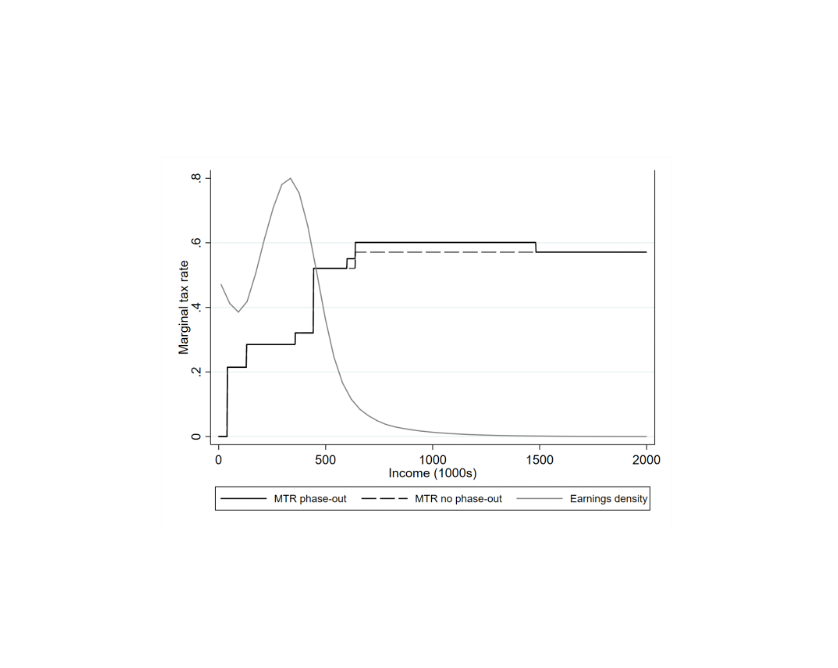 .8
.6
.4
.2
0
Marginal tax rate
0 500 1000 1500 2000
Income (1000s)
MTR phase-out MTR no phase-out Earnings density